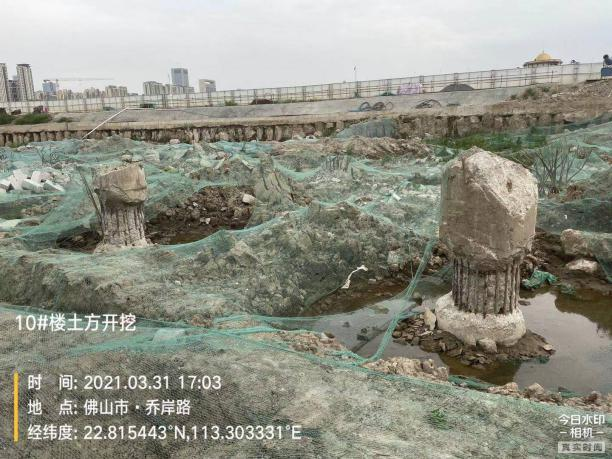 10#楼土方开挖
时 间: 2021.03.31 17:03
地 点: 佛山市·乔岸路
经纬度: 22.815443°N,113.303331°E
今日水印
–相机–
真实时间